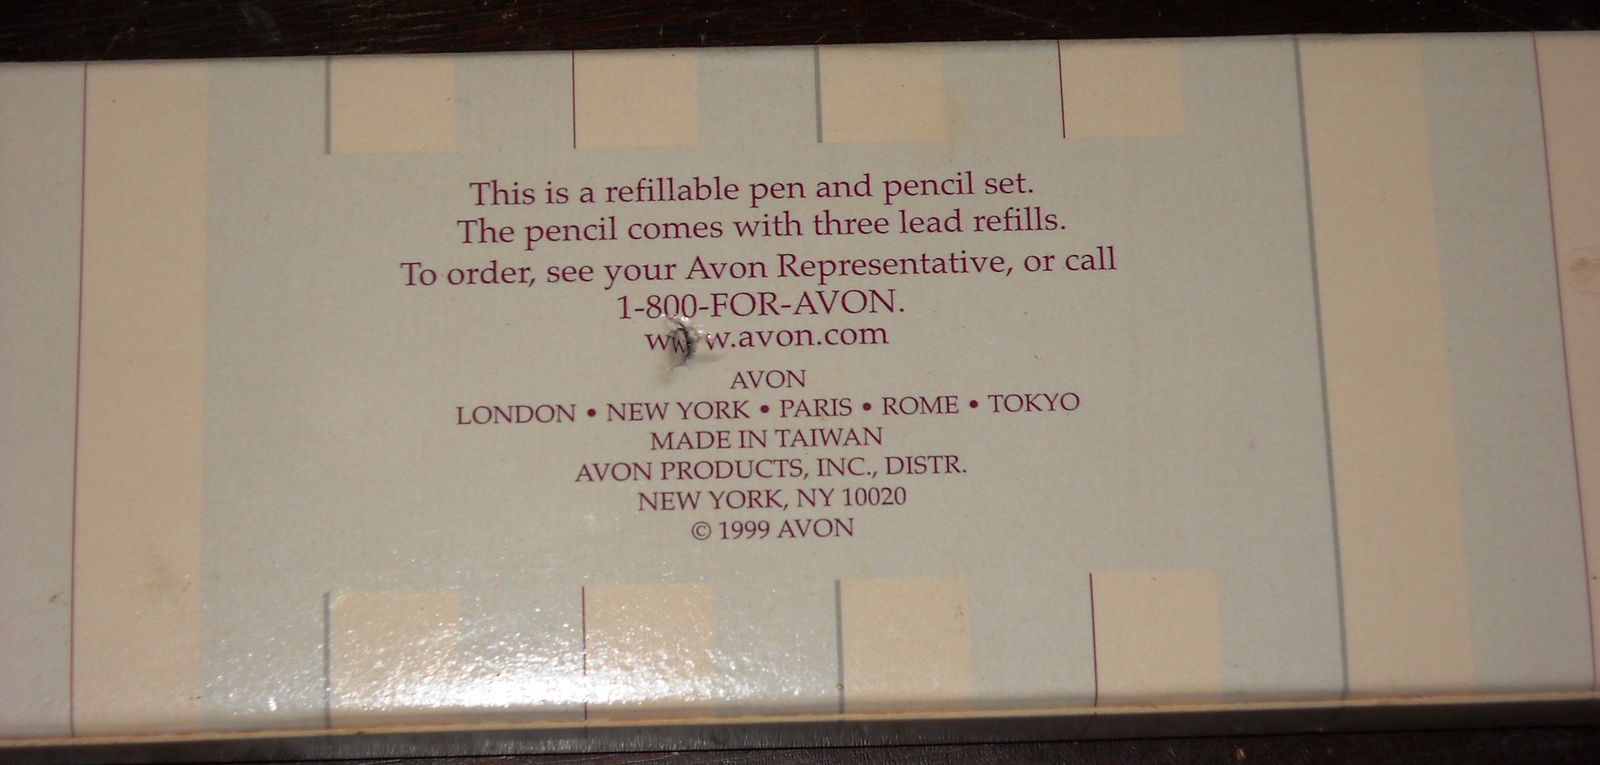 This is a refillable pen and pencil set.
The pencil comes with three lead refills.
To order, see your Avon Representative, or call
1-800-FOR-AVON.
www.avon.com
AVON
LONDON • NEW YORK • PARIS • ROME • TOKYO
MADE IN TAIWAN
AVON PRODUCTS, INC., DISTR.
NEW YORK, NY 10020
© 1999 AVON